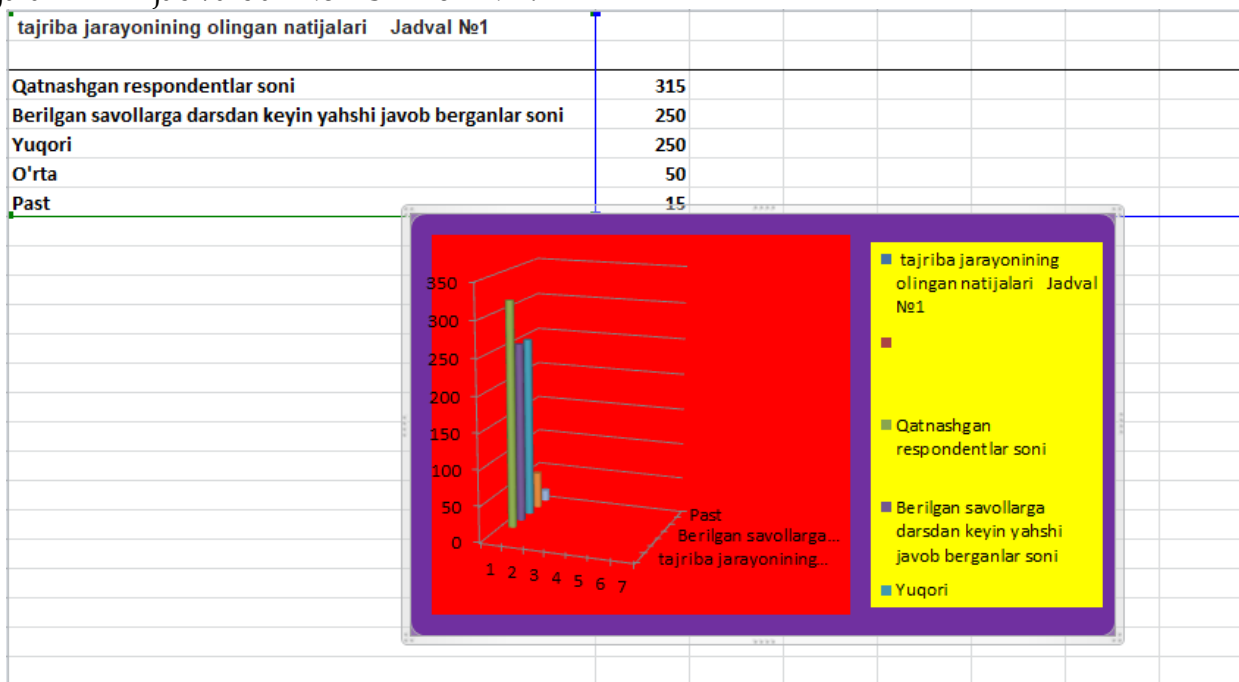 tajriba jarayonining olingan natijalari Jadval №1
Qatnashgan respondentlar soni 315
Berilgan savollarga darsdan keyin yahshi javob berganlar soni 250
Yuqori 250
O'rta 50
Past 15
350
300
250
200
150
100
50
0
1 2 3 4 5 6 7
Past
Berilgan savollarga...
tajriba jarayonining...
tajriba jarayonining
olingan natijalari Jadval
№1
Qatnashgan
respondentlar soni
Berilgan savollarga
darsdan keyin yahshi
javob berganlar soni
Yuqori